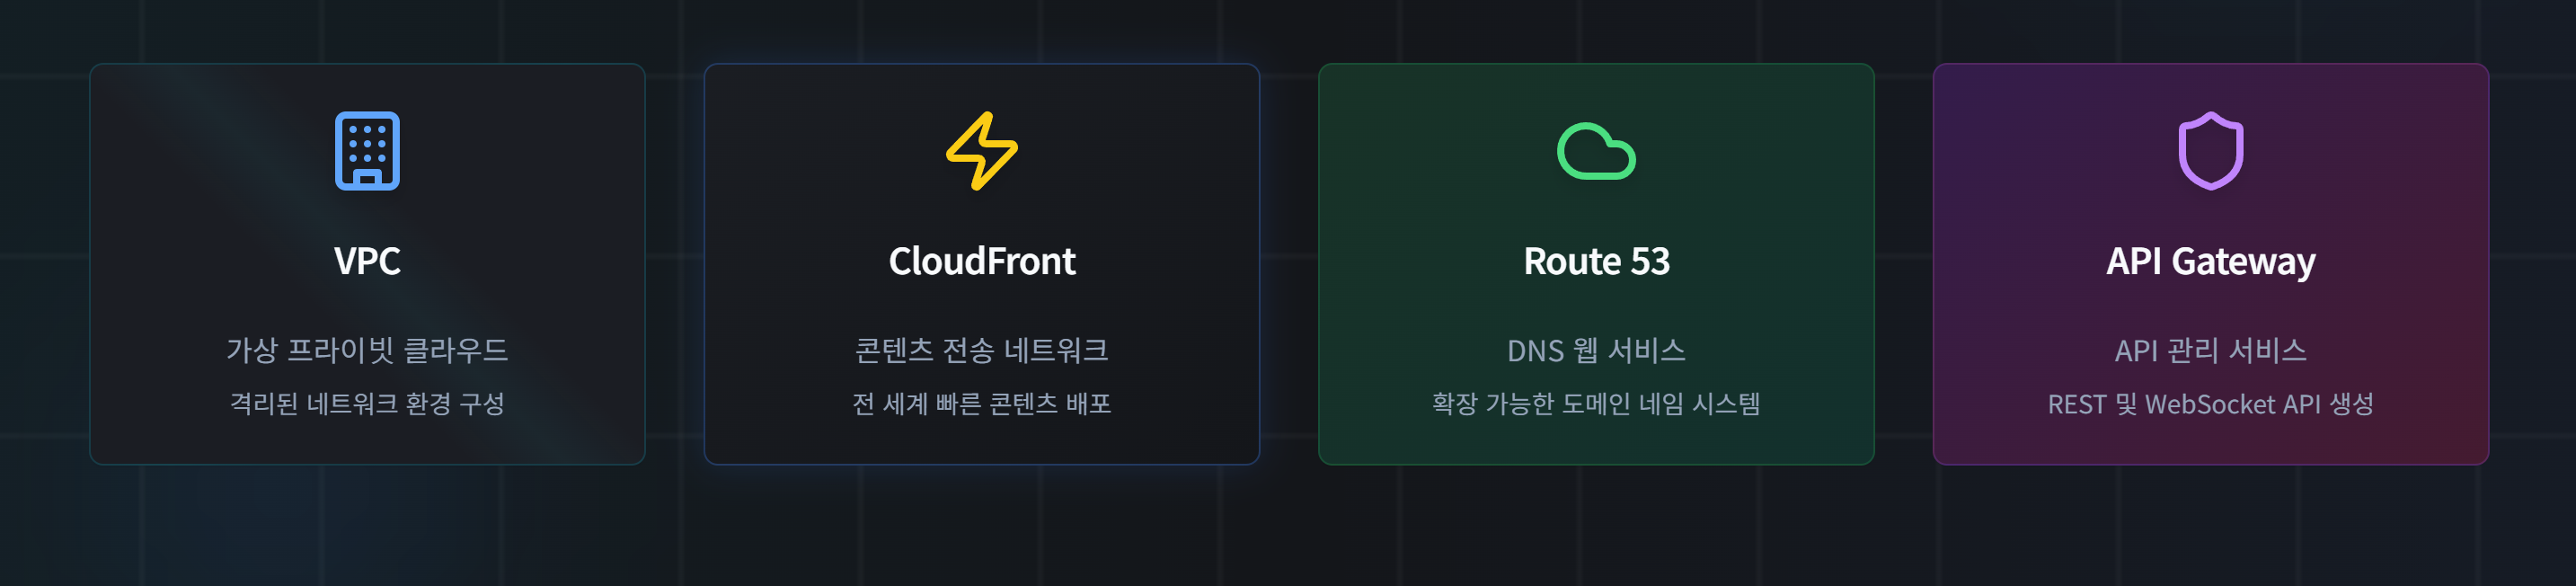 VPC
가상 프라이빗 클라우드
격리된 네트워크 환경 구성
CloudFront
콘텐츠 전송 네트워크
전 세계 빠른 콘텐츠 배포
Route 53
DNS 웹 서비스
확장 가능한 도메인 네임 시스템
API Gateway
API 관리 서비스
REST 및 WebSocket API 생성